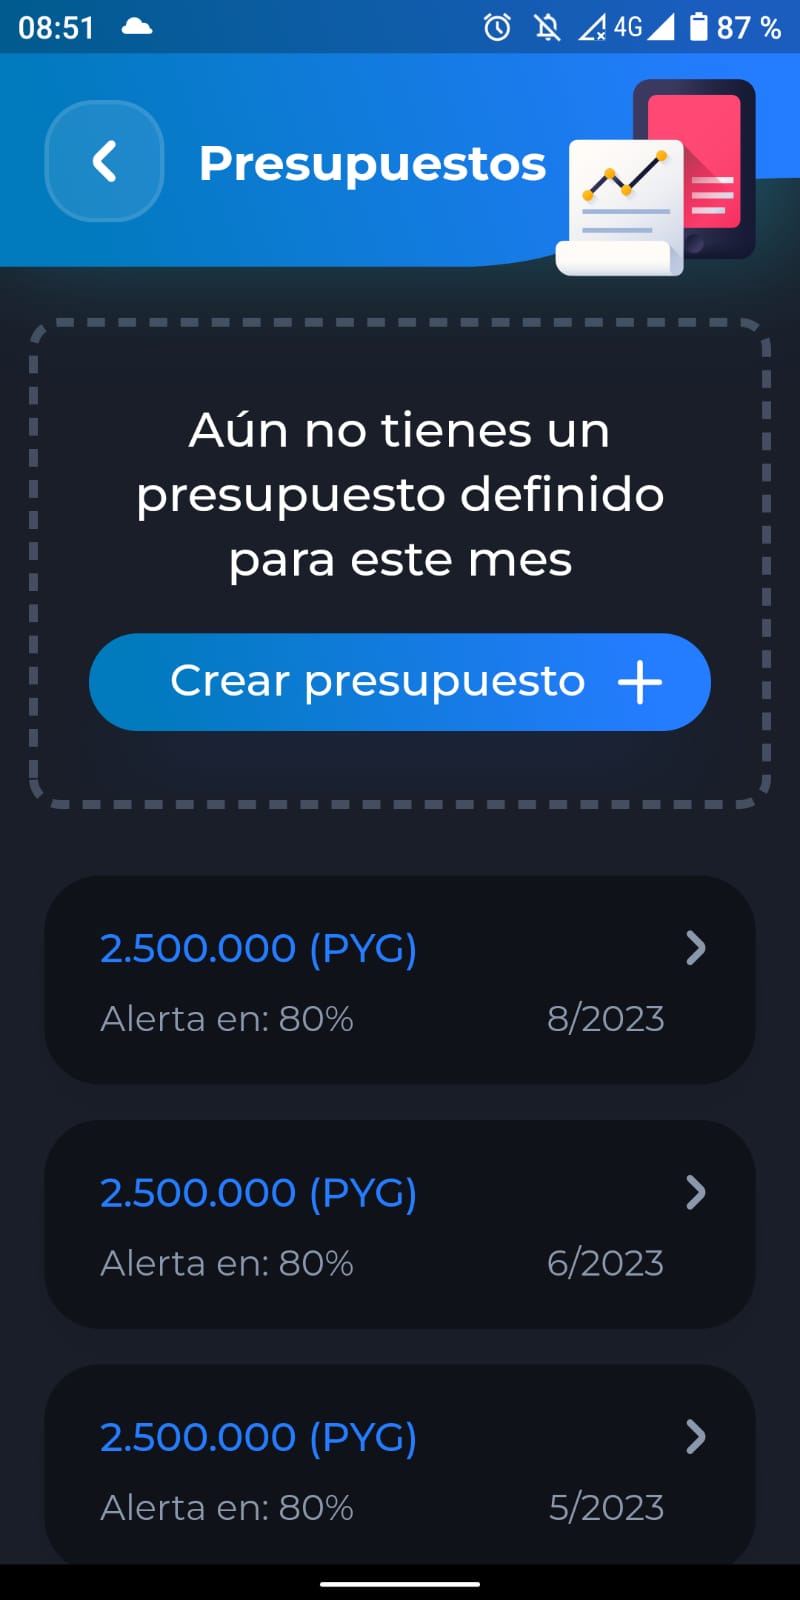 08:51 4G 87 %
Presupuestos
Aún no tienes un
presupuesto definido
para este mes
Crear presupuesto
2.500.000 (PYG)
Alerta en: 80% 8/2023
2.500.000 (PYG)
Alerta en: 80% 6/2023
2.500.000 (PYG)
Alerta en: 80% 5/2023